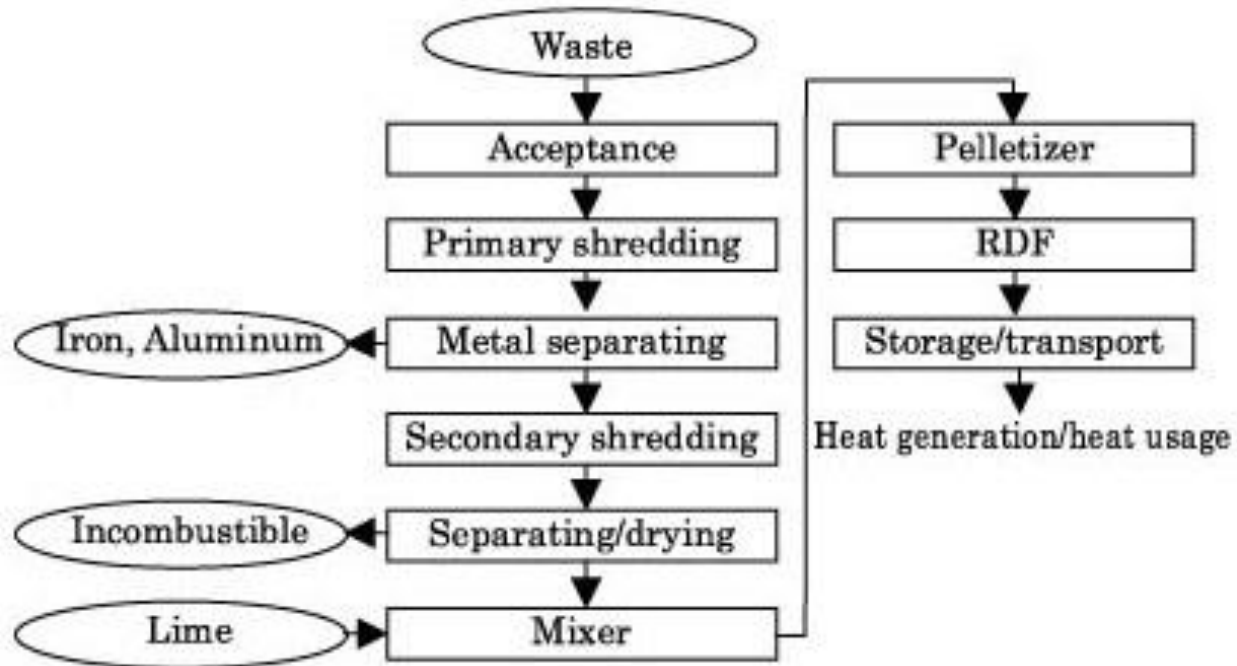 Waste
Acceptance
Primary shredding
Iron, Aluminum
Metal separating
Secondary shredding
Incombustible
Separating/drying
Lime
Mixer
Pelletizer
RDF
Storage/transport
Heat generation/heat usage